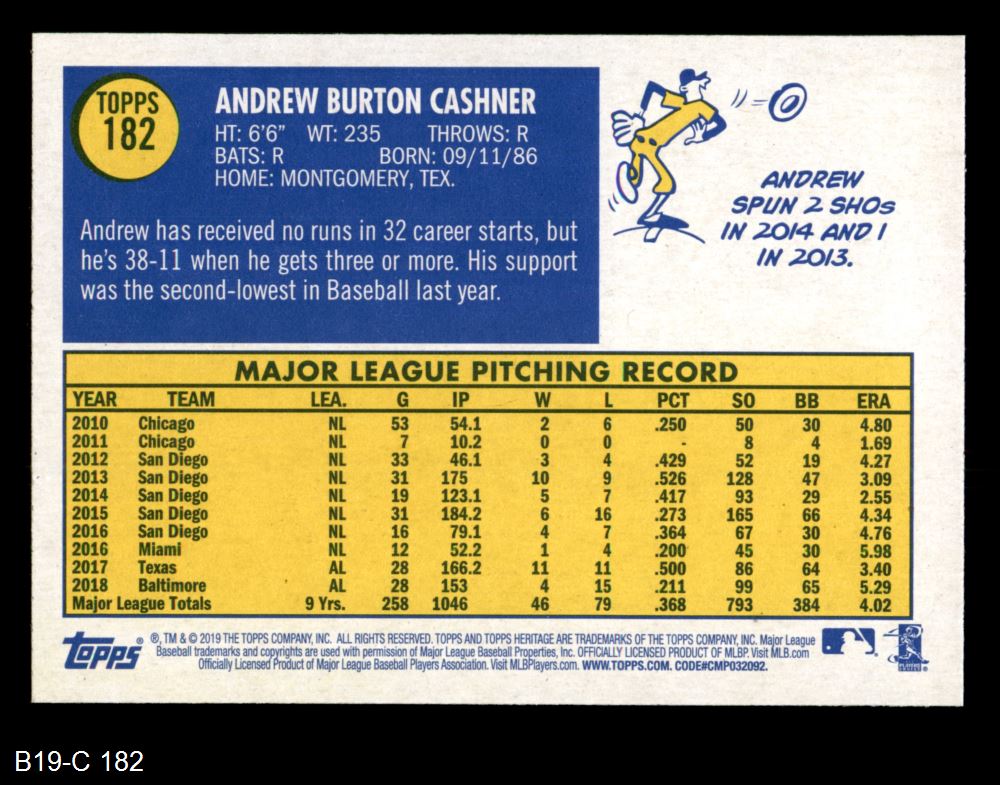 TOPPS
182
ANDREW BURTON CASHNER
HT: 6'6" WT: 235 THROWS: R
BATS: R BORN: 09/11/86
HOME: MONTGOMERY, TEX.
Andrew has received no runs in 32 career starts, but
he's 38-11 when he gets three or more. His support
was the second-lowest in Baseball last year.
ANDREW
SPUN 2 SHOs
IN 2014 AND 1
IN 2013.
MAJOR LEAGUE PITCHING RECORD
YEAR TEAM LEA. G IP W L PCT SO BB ERA
2010 Chicago NL 53 54.1 2 6 .250 50 30 4.80
2011 Chicago NL 7 10.2 0 0 - 8 4 1.69
2012 San Diego NL 33 46.1 3 4 .429 52 19 4.27
2013 San Diego NL 31 175 10 9 .526 128 47 3.09
2014 San Diego NL 19 123.1 5 7 .417 93 29 2.55
2015 San Diego NL 31 184.2 6 16 .273 165 66 4.34
2016 San Diego NL 16 79.1 4 7 .364 67 30 4.76
2016 Miami NL 12 52.2 1 4 .200 45 30 5.98
2017 Texas AL 28 166.2 11 11 .500 86 64 3.40
2018 Baltimore AL 28 153 4 15 .211 99 65 5.29
Major League Totals 9 Yrs. 258 1046 46 79 .368 793 384 4.02
Topps ® ®, TM & © 2019 THE TOPPS COMPANY, INC. ALL RIGHTS RESERVED. TOPPS AND TOPPS HERITAGE ARE TRADEMARKS OF THE TOPPS COMPANY, INC. Major League
Baseball trademarks and copyrights are used with permission of Major League Baseball Properties, Inc. OFFICIALLY LICENSED PRODUCT OF MLBP. Visit MLB.com
Officially Licensed Product of Major League Baseball Players Association. Visit MLBPlayers.com. WWW.TOPPS.COM. CODE#CMP032092.
B19-C 182